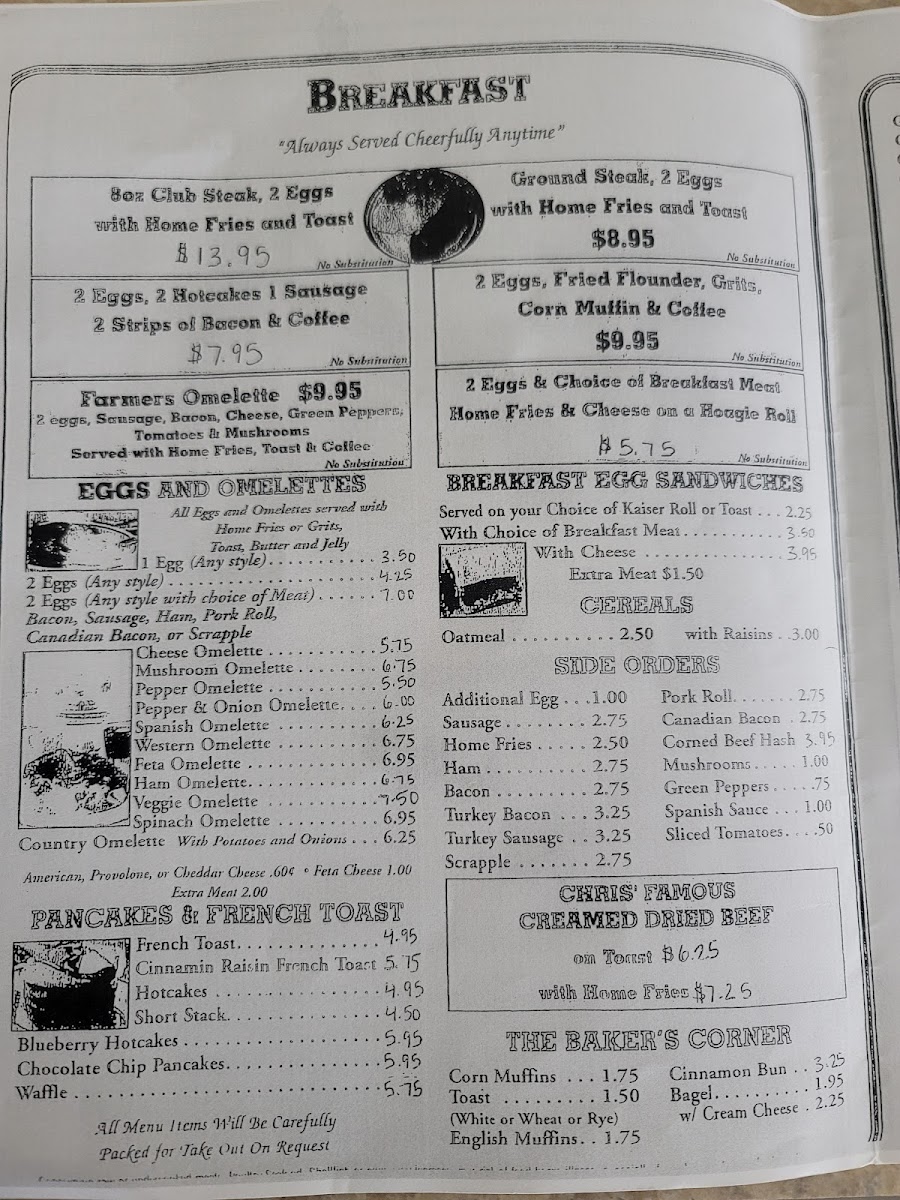 BREAKFAST
"Always Served Cheerfully Anytime"
8oz Club Steak, 2 Eggs
with Home Fries and Toast
$13.95
No Substitution
Ground Steak, 2 Eggs
with Home Fries and Toast
$8.95
No Substitution
2 Eggs, 2 Hotcakes 1 Sausage
2 Strips of Bacon & Coffee
$7.95
No Substitution
2 Eggs, Fried Flounder, Grits,
Corn Muffin & Coffee
$9.95
No Substitution
Farmers Omelette $9.95
2 eggs, Sausage, Bacon, Cheese, Green Peppers,
Tomatoes & Mushrooms
Served with Home Fries, Toast & Coffee
No Substitution
2 Eggs & Choice of Breakfast Meat
Home Fries & Cheese on a Hoagie Roll
$5.75
No Substitution
EGGS AND OMELETTES
All Eggs and Omelettes served with
Home Fries or Grits,
Toast, Butter and Jelly
1 Egg (Any style) . . . . . . . . . . . . 3.50
2 Eggs (Any style) . . . . . . . . . . . . . . . . . . . . 4.25
2 Eggs (Any style with choice of Meat) . . . . . . 7.00
Bacon, Sausage, Ham, Pork Roll,
Canadian Bacon, or Scrapple
Cheese Omelette . . . . . . . . . . 5.75
Mushroom Omelette . . . . . . . . 6.75
Pepper Omelette . . . . . . . . . . 5.50
Pepper & Onion Omelette. . . . 6.00
Spanish Omelette . . . . . . . . . . 6.25
Western Omelette . . . . . . . . . . 6.75
Feta Omelette . . . . . . . . . . . . 6.95
Ham Omelette. . . . . . . . . . . . 6.75
Veggie Omelette . . . . . . . . . . 7.50
Spinach Omelette . . . . . . . . . . 6.95
Country Omelette With Potatoes and Onions . . . 6.25
American, Provolone, or Cheddar Cheese .60¢ • Feta Cheese 1.00
Extra Meat 2.00
PANCAKES & FRENCH TOAST
French Toast. . . . . . . . . . . . . . 4.95
Cinnamin Raisin French Toast 5.75
Hotcakes . . . . . . . . . . . . . . . . 4.95
Short Stack. . . . . . . . . . . . . . . 4.50
Blueberry Hotcakes . . . . . . . . . . . . . . . . . . . . 5.95
Chocolate Chip Pancakes. . . . . . . . . . . . . . . . 5.95
Waffle . . . . . . . . . . . . . . . . . . . . . . . . . . . . . . 5.75
All Menu Items Will Be Carefully
Packed for Take Out On Request
BREAKFAST EGG SANDWICHES
Served on your Choice of Kaiser Roll or Toast . . . 2.25
With Choice of Breakfast Meat. . . . . . . . . . . . 3.50
With Cheese . . . . . . . . . . . . . . . . 3.95
Extra Meat $1.50
CEREALS
Oatmeal . . . . . . . . . . 2.50 with Raisins . .3.00
SIDE ORDERS
Additional Egg . . .1.00
Sausage . . . . . . . . 2.75
Home Fries . . . . . 2.50
Ham . . . . . . . . . . . 2.75
Bacon . . . . . . . . . . 2.75
Turkey Bacon . . . . 3.25
Turkey Sausage . . 3.25
Scrapple . . . . . . . 2.75
Pork Roll. . . . . . . . 2.75
Canadian Bacon . 2.75
Corned Beef Hash 3.95
Mushrooms. . . . . 1.00
Green Peppers . . . . .75
Spanish Sauce . . . 1.00
Sliced Tomatoes. . . .50
CHRIS' FAMOUS
CREAMED DRIED BEEF
on Toast $6.25
with Home Fries $7.25
THE BAKER'S CORNER
Corn Muffins . . . 1.75
Toast . . . . . . . . . 1.50
(White or Wheat or Rye)
English Muffins. . 1.75
Cinnamon Bun . . 3.25
Bagel. . . . . . . . . . 1.95
w/ Cream Cheese . 2.25